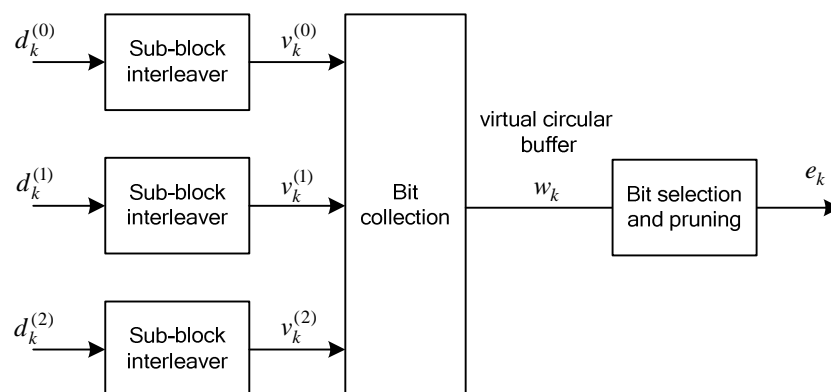 d_k^{(0)}
Sub-block
interleaver
v_k^{(0)}
virtual circular
buffer
d_k^{(1)}
Sub-block
interleaver
v_k^{(1)}
Bit
collection
w_k
Bit selection
and pruning
e_k
d_k^{(2)}
Sub-block
interleaver
v_k^{(2)}